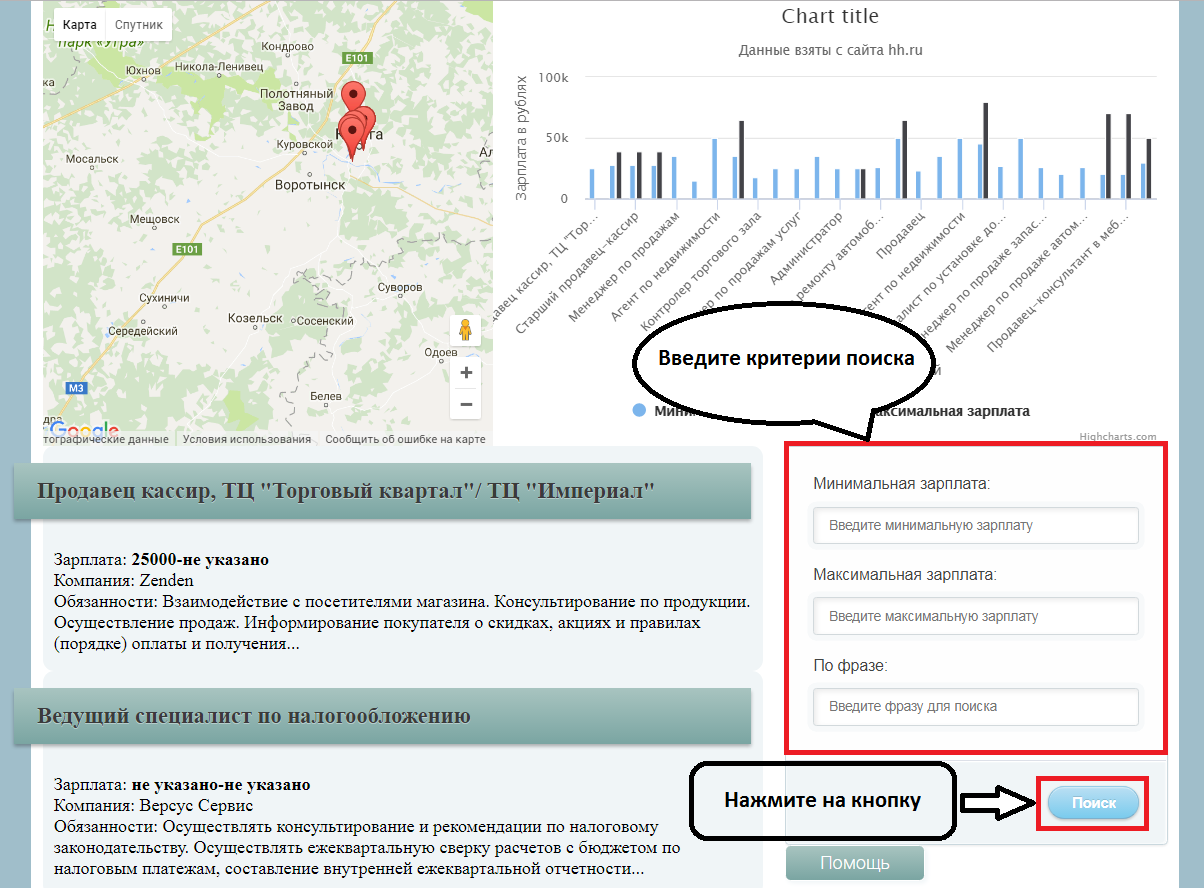 Карта
Спутник
парк «Угра»
Кондрово
E101
Юхнов
Никола-Ленивец
Полотняный
Завод
Куровской
Мосальск
Воротынск
Мещовск
E101
Суворов
Сухиничи
Середейский
Козельск
Сосенский
Одоев
M3
Белев
Google
тографические данные
Условия использования
Сообщить об ошибке на карте
Chart title
Данные взяты с сайта hh.ru
Зарплата в рублях
100k
50k
0
давец кассир, ТЦ "Тор...
Старший продавец-кассир
Менеджер по продажам
Агент по недвижимости
Контролер торгового зала
ер по продажам услуг
Администратор
ремонту автомоб...
Продавец
ент по недвижимости
алист по установке до...
неджер по продаже запас...
Менеджер по продаже автом...
Продавец-консультант в меб...
Введите критерии поиска
аксимальная зарплата
Highcharts.com
Продавец кассир, ТЦ "Торговый квартал"/ ТЦ "Империал"
Зарплата: 25000-не указано
Компания: Zenden
Обязанности: Взаимодействие с посетителями магазина. Консультирование по продукции.
Осуществление продаж. Информирование покупателя о скидках, акциях и правилах
(порядке) оплаты и получения...
Ведущий специалист по налогообложению
Зарплата: не указано-не указано
Компания: Версус Сервис
Обязанности: Осуществлять консультирование и рекомендации по налоговому
законодательству. Осуществлять ежеквартальную сверку расчетов с бюджетом по
налоговым платежам, составление внутренней ежеквартальной отчетности...
Минимальная зарплата:
Введите минимальную зарплату
Максимальная зарплата:
Введите максимальную зарплату
По фразе:
Введите фразу для поиска
Нажмите на кнопку
Поиск
Помощь